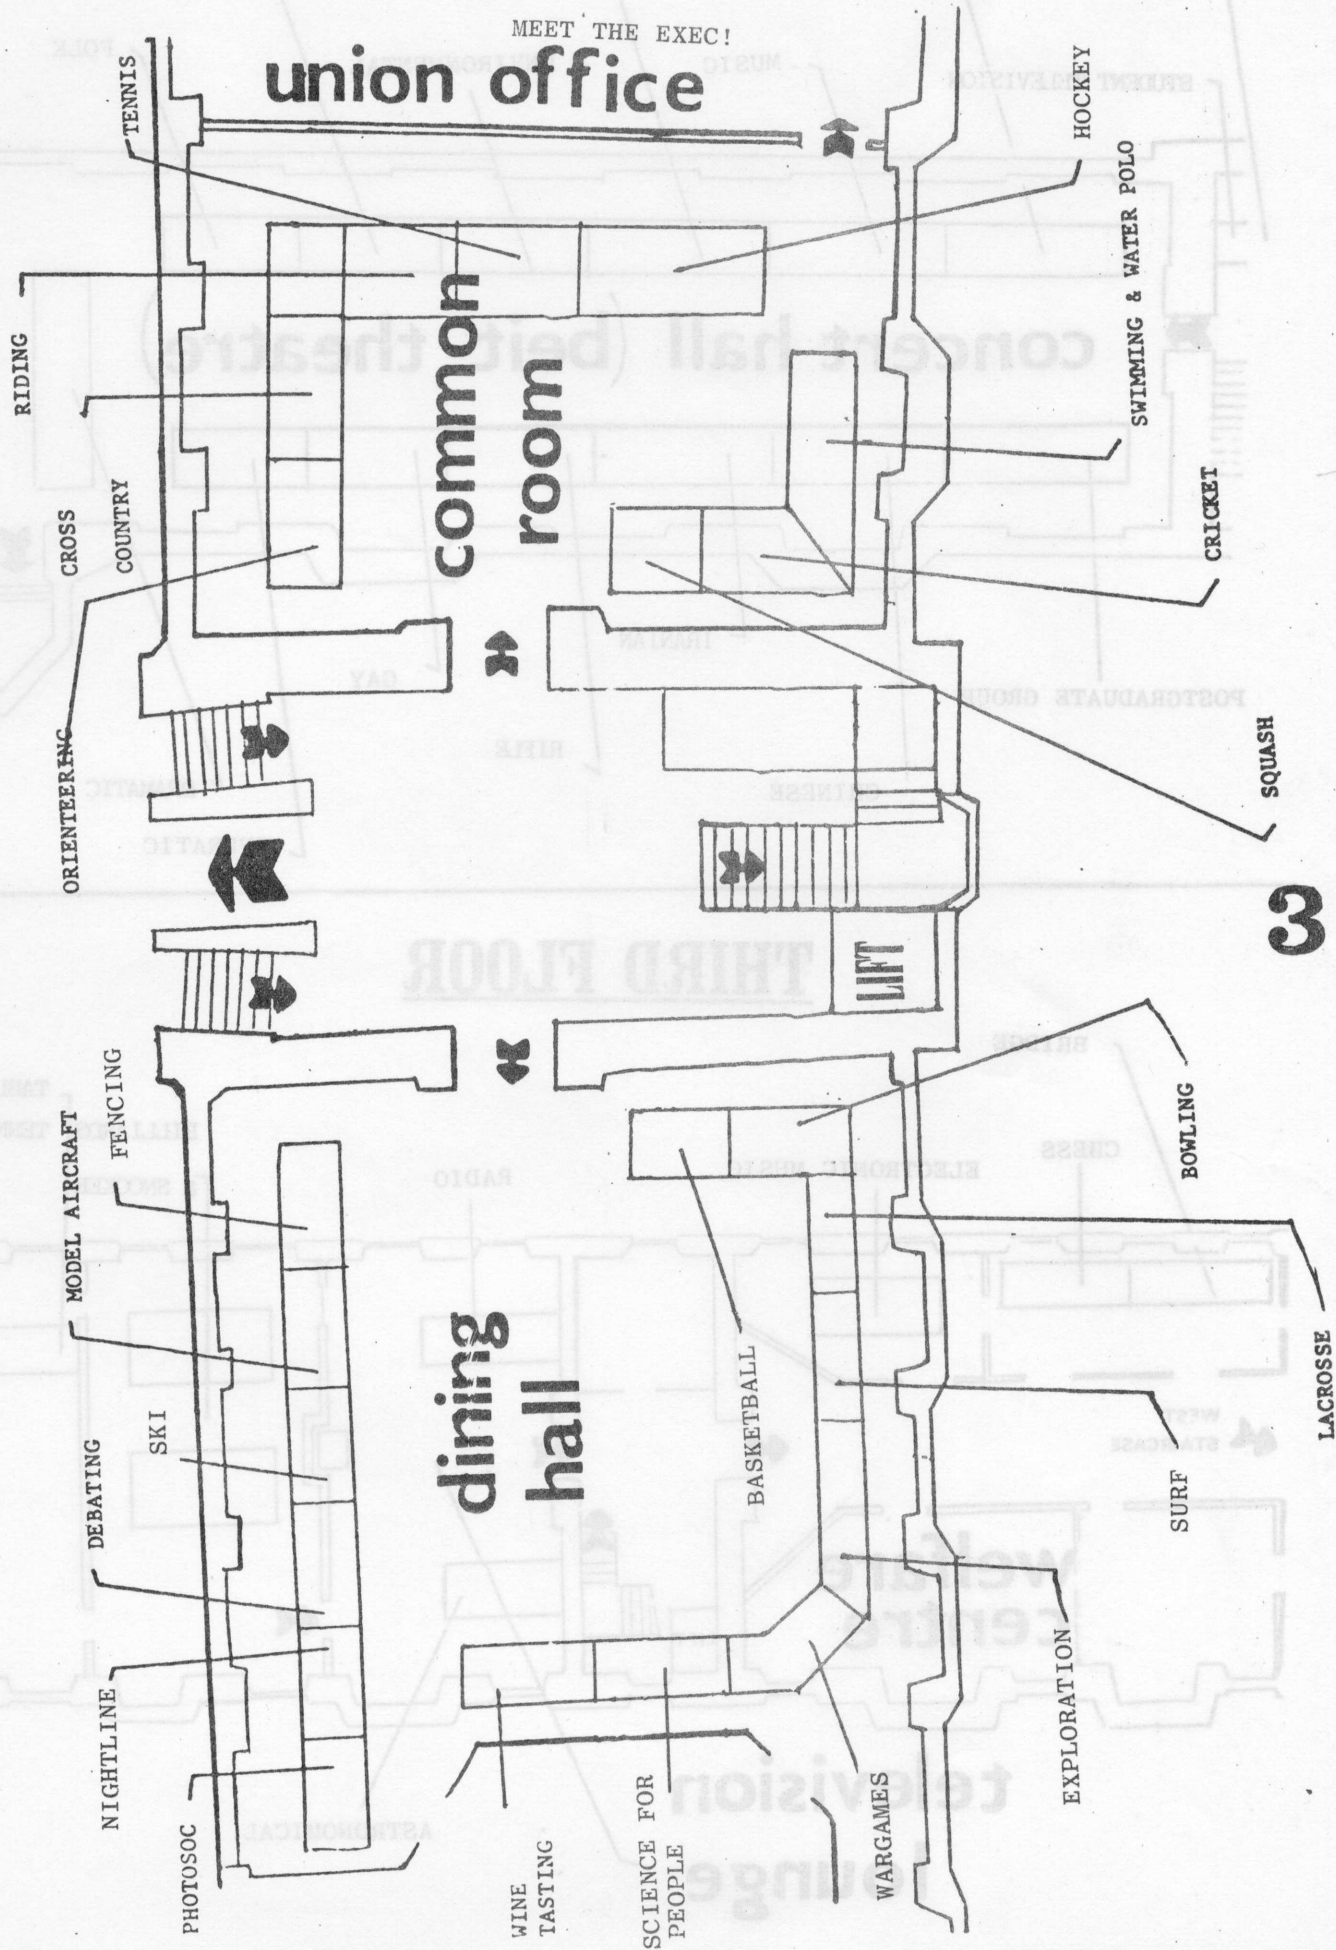 MEET THE EXEC!
union office
TENNIS
RIDING
CROSS
COUNTRY
ORIENTEERING
HOCKEY
SWIMMING & WATER POLO
CRICKET
SQUASH
common
room
LIFT
3
FENCING
MODEL AIRCRAFT
SKI
DEBATING
NIGHTLINE
PHOTOSOC
dining
hall
BASKETBALL
BOWLING
LACROSSE
SURF
EXPLORATION
WARGAMES
SCIENCE FOR
PEOPLE
WINE
TASTING